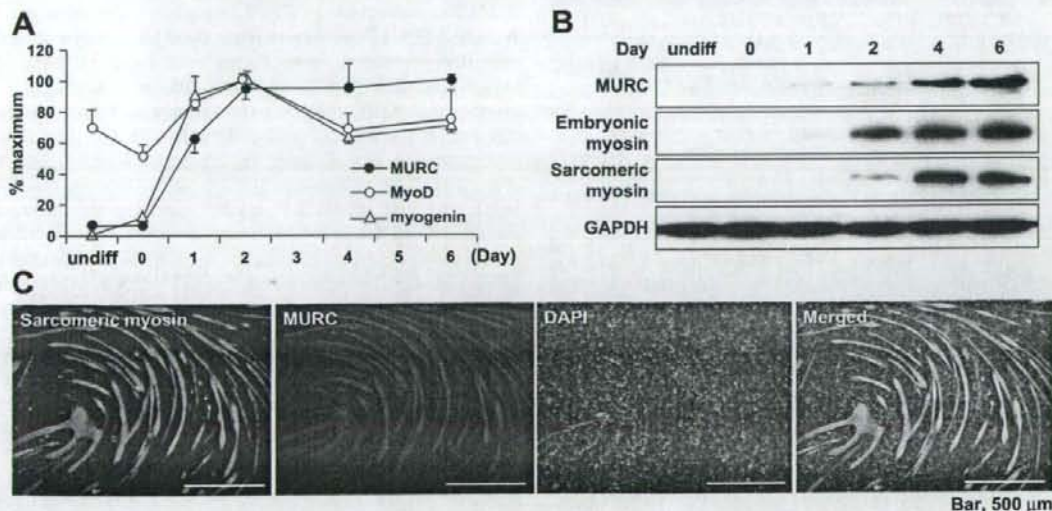 A
% maximum
120
100
80
60
40
20
0
MURC
MyoD
myogenin
undiff 0 1 2 3 4 5 6 (Day)
B
Day undiff 0 1 2 4 6
MURC
Embryonic
myosin
Sarcomeric
myosin
GAPDH
C
Sarcomeric myosin
MURC
DAPI
Merged
Bar, 500 μm